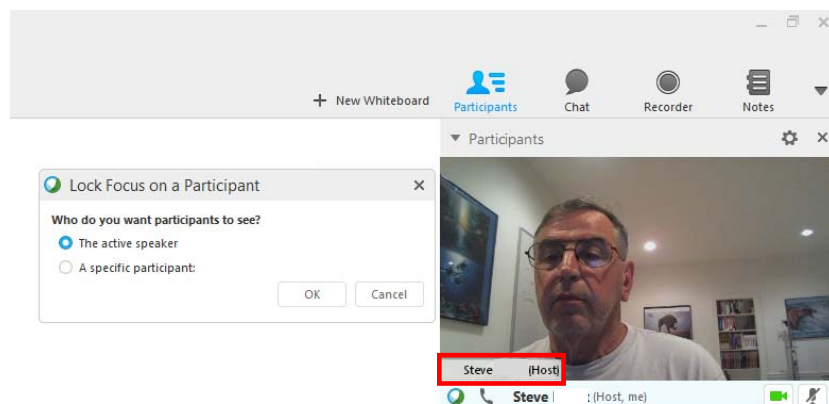 + New Whiteboard
Participants
Chat
Recorder
Notes
Participants
Lock Focus on a Participant
Who do you want participants to see?
The active speaker
A specific participant:
OK
Cancel
Steve (Host)
Steve (Host, me)